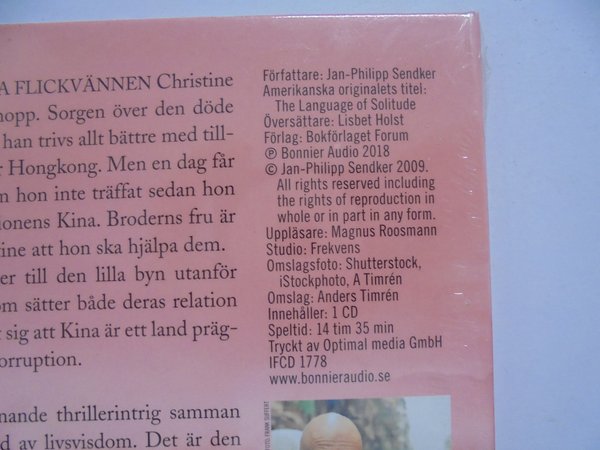 A FLICKVÄNNEN Christine
hopp. Sorgen över den döde
han trivs allt bättre med till-
r Hongkong. Men en dag får
n hon inte träffat sedan hon
ionens Kina. Broderns fru är
ine att hon ska hjälpa dem.
er till den lilla byn utanför
om sätter både deras relation
r sig att Kina är ett land präg-
orruption.
nande thrillerintrig samman
d av livsvisdom. Det är den
Författare: Jan-Philipp Sendker
Amerikanska originalets titel:
The Language of Solitude
Översättare: Lisbet Holst
Förlag: Bokförlaget Forum
℗ Bonnier Audio 2018
© Jan-Philipp Sendker 2009.
All rights reserved including
the rights of reproduction in
whole or in part in any form.
Uppläsare: Magnus Roosmann
Studio: Frekvens
Omslagsfoto: Shutterstock,
iStockphoto, A Timrén
Omslag: Anders Timrén
Innehåller: 1 CD
Speltid: 14 tim 35 min
Tryckt av Optimal media GmbH
IFCD 1778
www.bonnieraudio.se